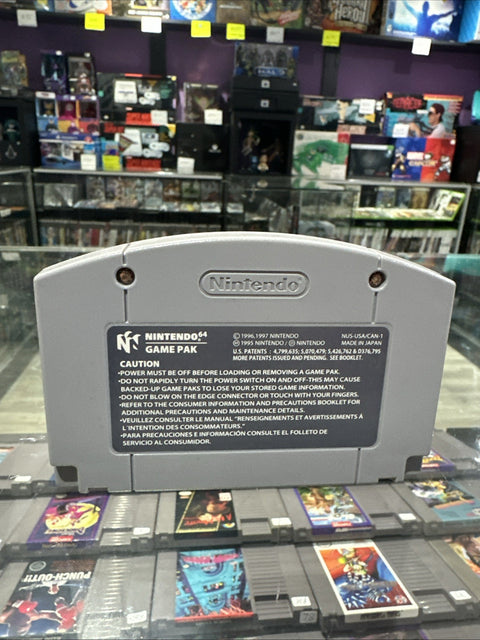 Nintendo
NINTENDO64
GAME PAK
© 1996,1997 NINTENDO
NUS-USA/CAN-1
Ⓟ 1995 NINTENDO / Ⓜ NINTENDO
MADE IN JAPAN
U.S. PATENTS : 4,799,635; 5,070,479; 5,426,762 & D376,795
MORE PATENTS ISSUED AND PENDING. SEE BOOKLET.
CAUTION
•POWER MUST BE OFF BEFORE LOADING OR REMOVING A GAME PAK.
•DO NOT RAPIDLY TURN THE POWER SWITCH ON AND OFF-THIS MAY CAUSE
BACKED-UP GAME PAKS TO LOSE YOUR STORED GAME INFORMATION.
•DO NOT BLOW ON THE EDGE CONNECTOR OR TOUCH WITH YOUR FINGERS.
•REFER TO THE CONSUMER INFORMATION AND PRECAUTIONS BOOKLET FOR
ADDITIONAL PRECAUTIONS AND MAINTENANCE DETAILS.
•VEUILLEZ CONSULTER LE MANUAL "RENSEIGNEMENTS ET AVERTISSEMENTS À
L'INTENTION DES CONSOMMATEURS."
•PARA PRECAUCIONES E INFORMACIÓN CONSULTE EL FOLLETO DE
SERVICIO AL CONSUMIDOR.
PUNCH-OUT!!